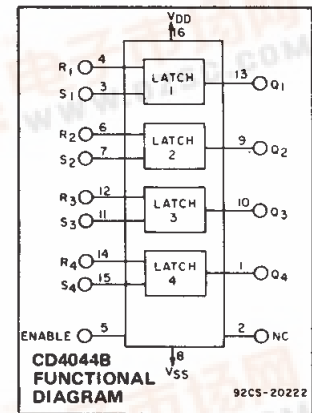 VDD
16
R1 4
S1 3
LATCH
1
13 Q1
R2 6
S2 7
LATCH
2
9 Q2
R3 12
S3 11
LATCH
3
10 Q3
R4 14
S4 15
LATCH
4
1 Q4
ENABLE 5
2 NC
8
VSS
CD4044B
FUNCTIONAL
DIAGRAM
92CS-20222